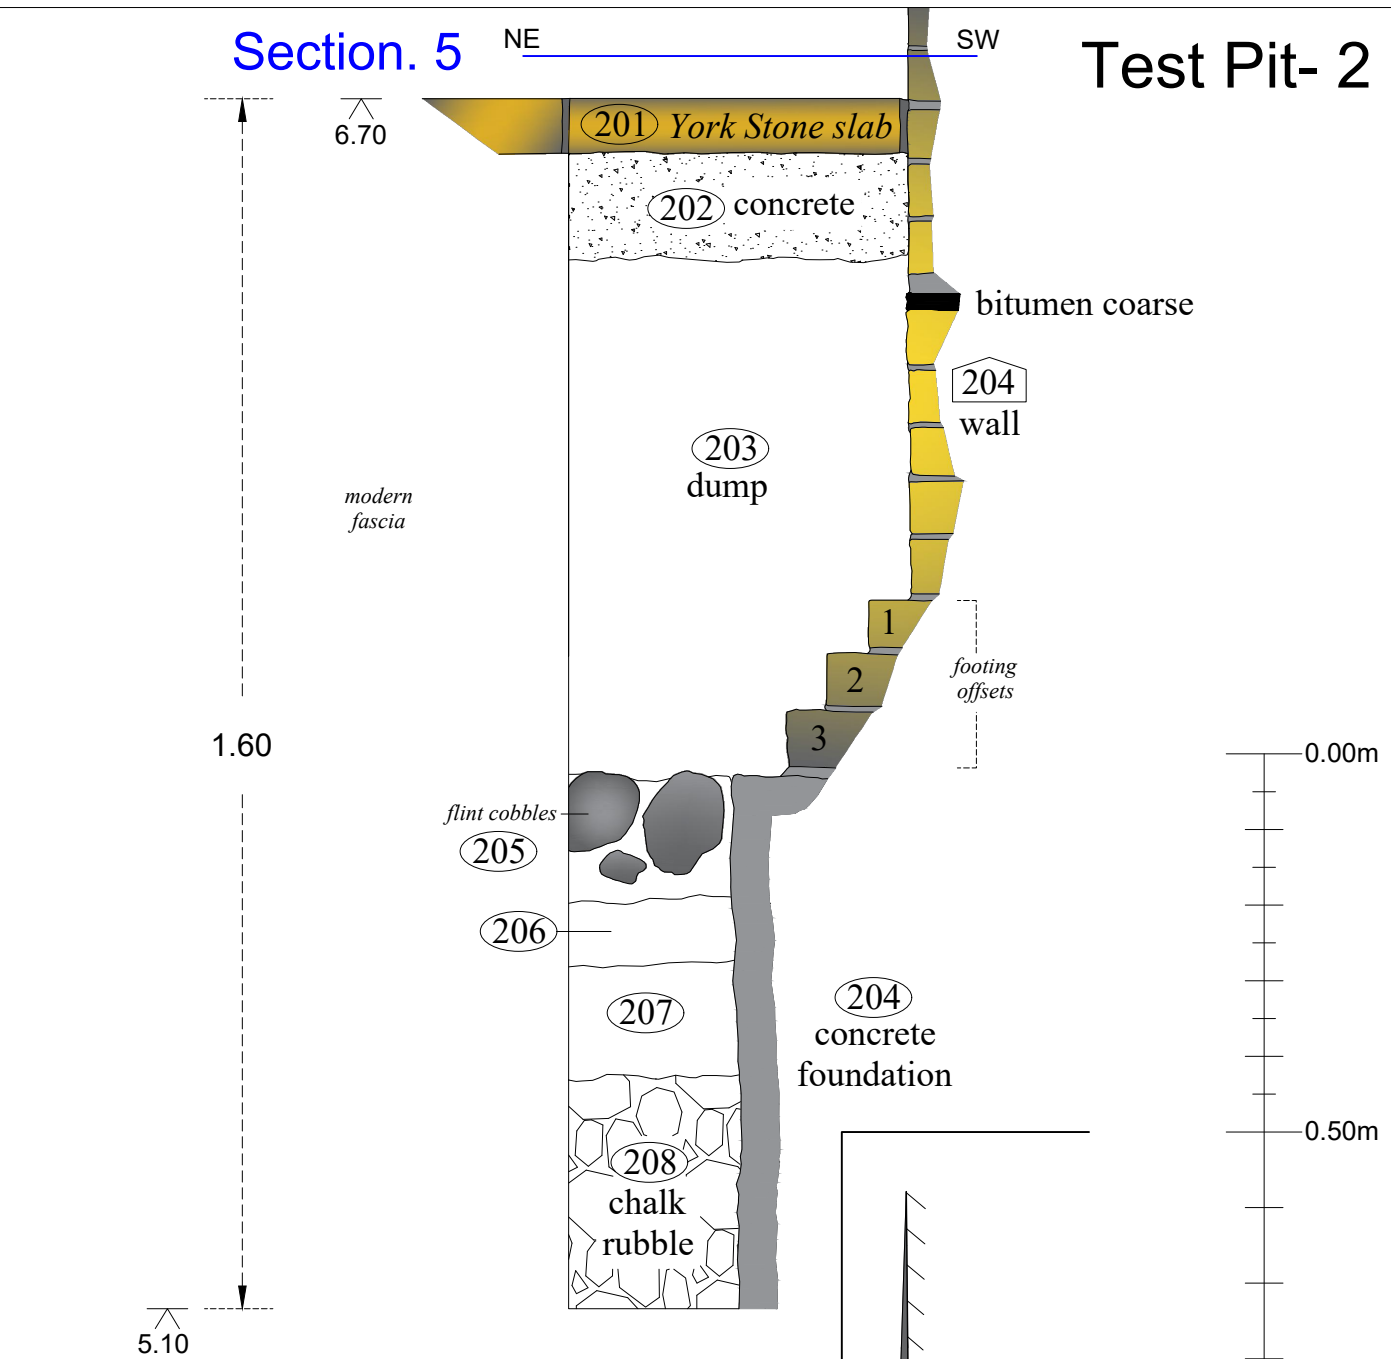 Section. 5
NE
SW
Test Pit- 2
6.70
201 York Stone slab
202 concrete
bitumen coarse
204
wall
203
dump
modern
fascia
1
2
3
footing
offsets
1.60
0.00m
flint cobbles
205
206
207
204
concrete
foundation
0.50m
208
chalk
rubble
5.10